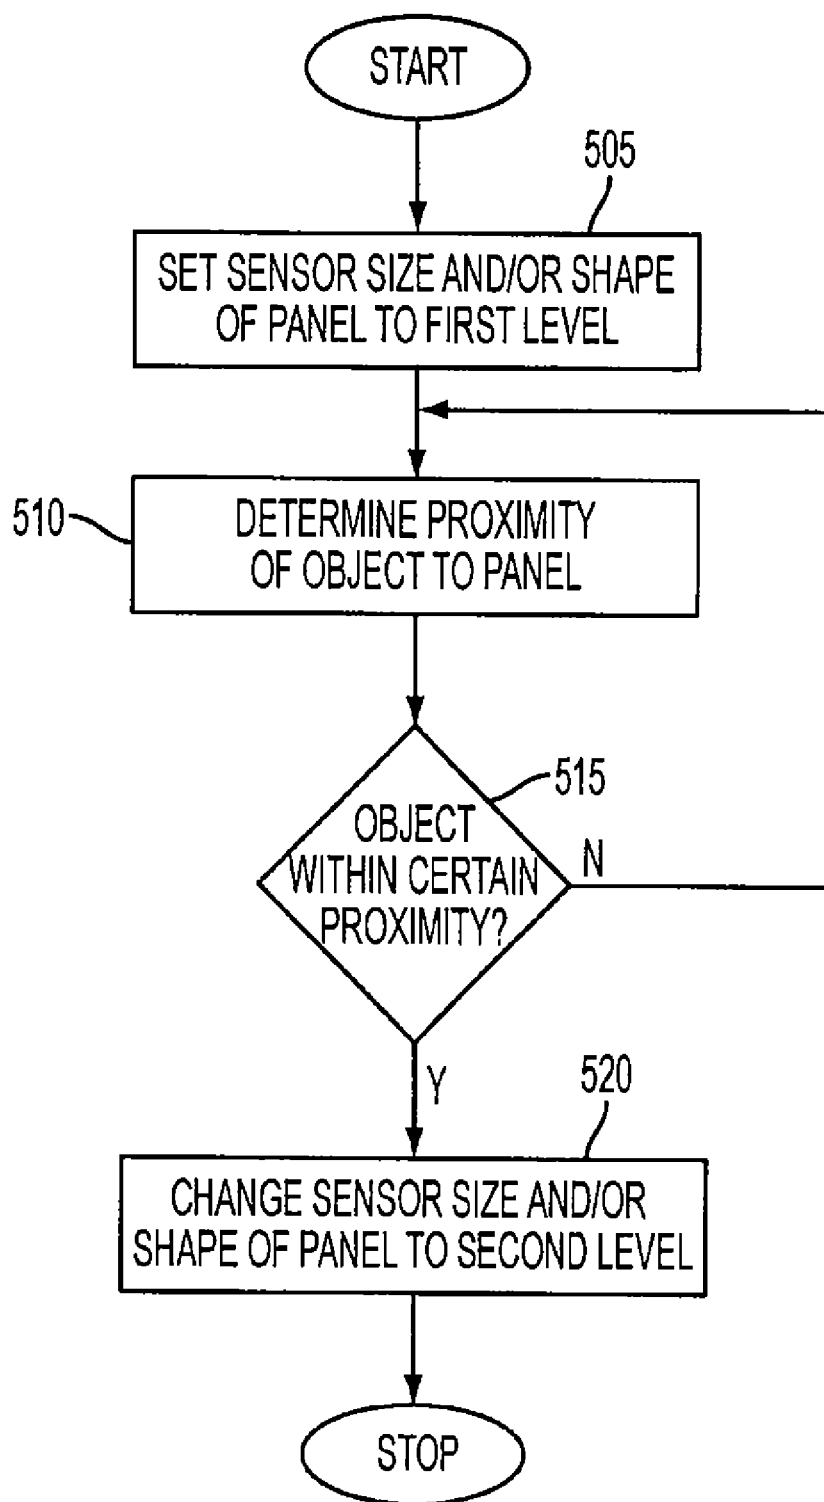 START
505
SET SENSOR SIZE AND/OR SHAPE
OF PANEL TO FIRST LEVEL
510
DETERMINE PROXIMITY
OF OBJECT TO PANEL
515
OBJECT
WITHIN CERTAIN
PROXIMITY?
N
Y
520
CHANGE SENSOR SIZE AND/OR
SHAPE OF PANEL TO SECOND LEVEL
STOP